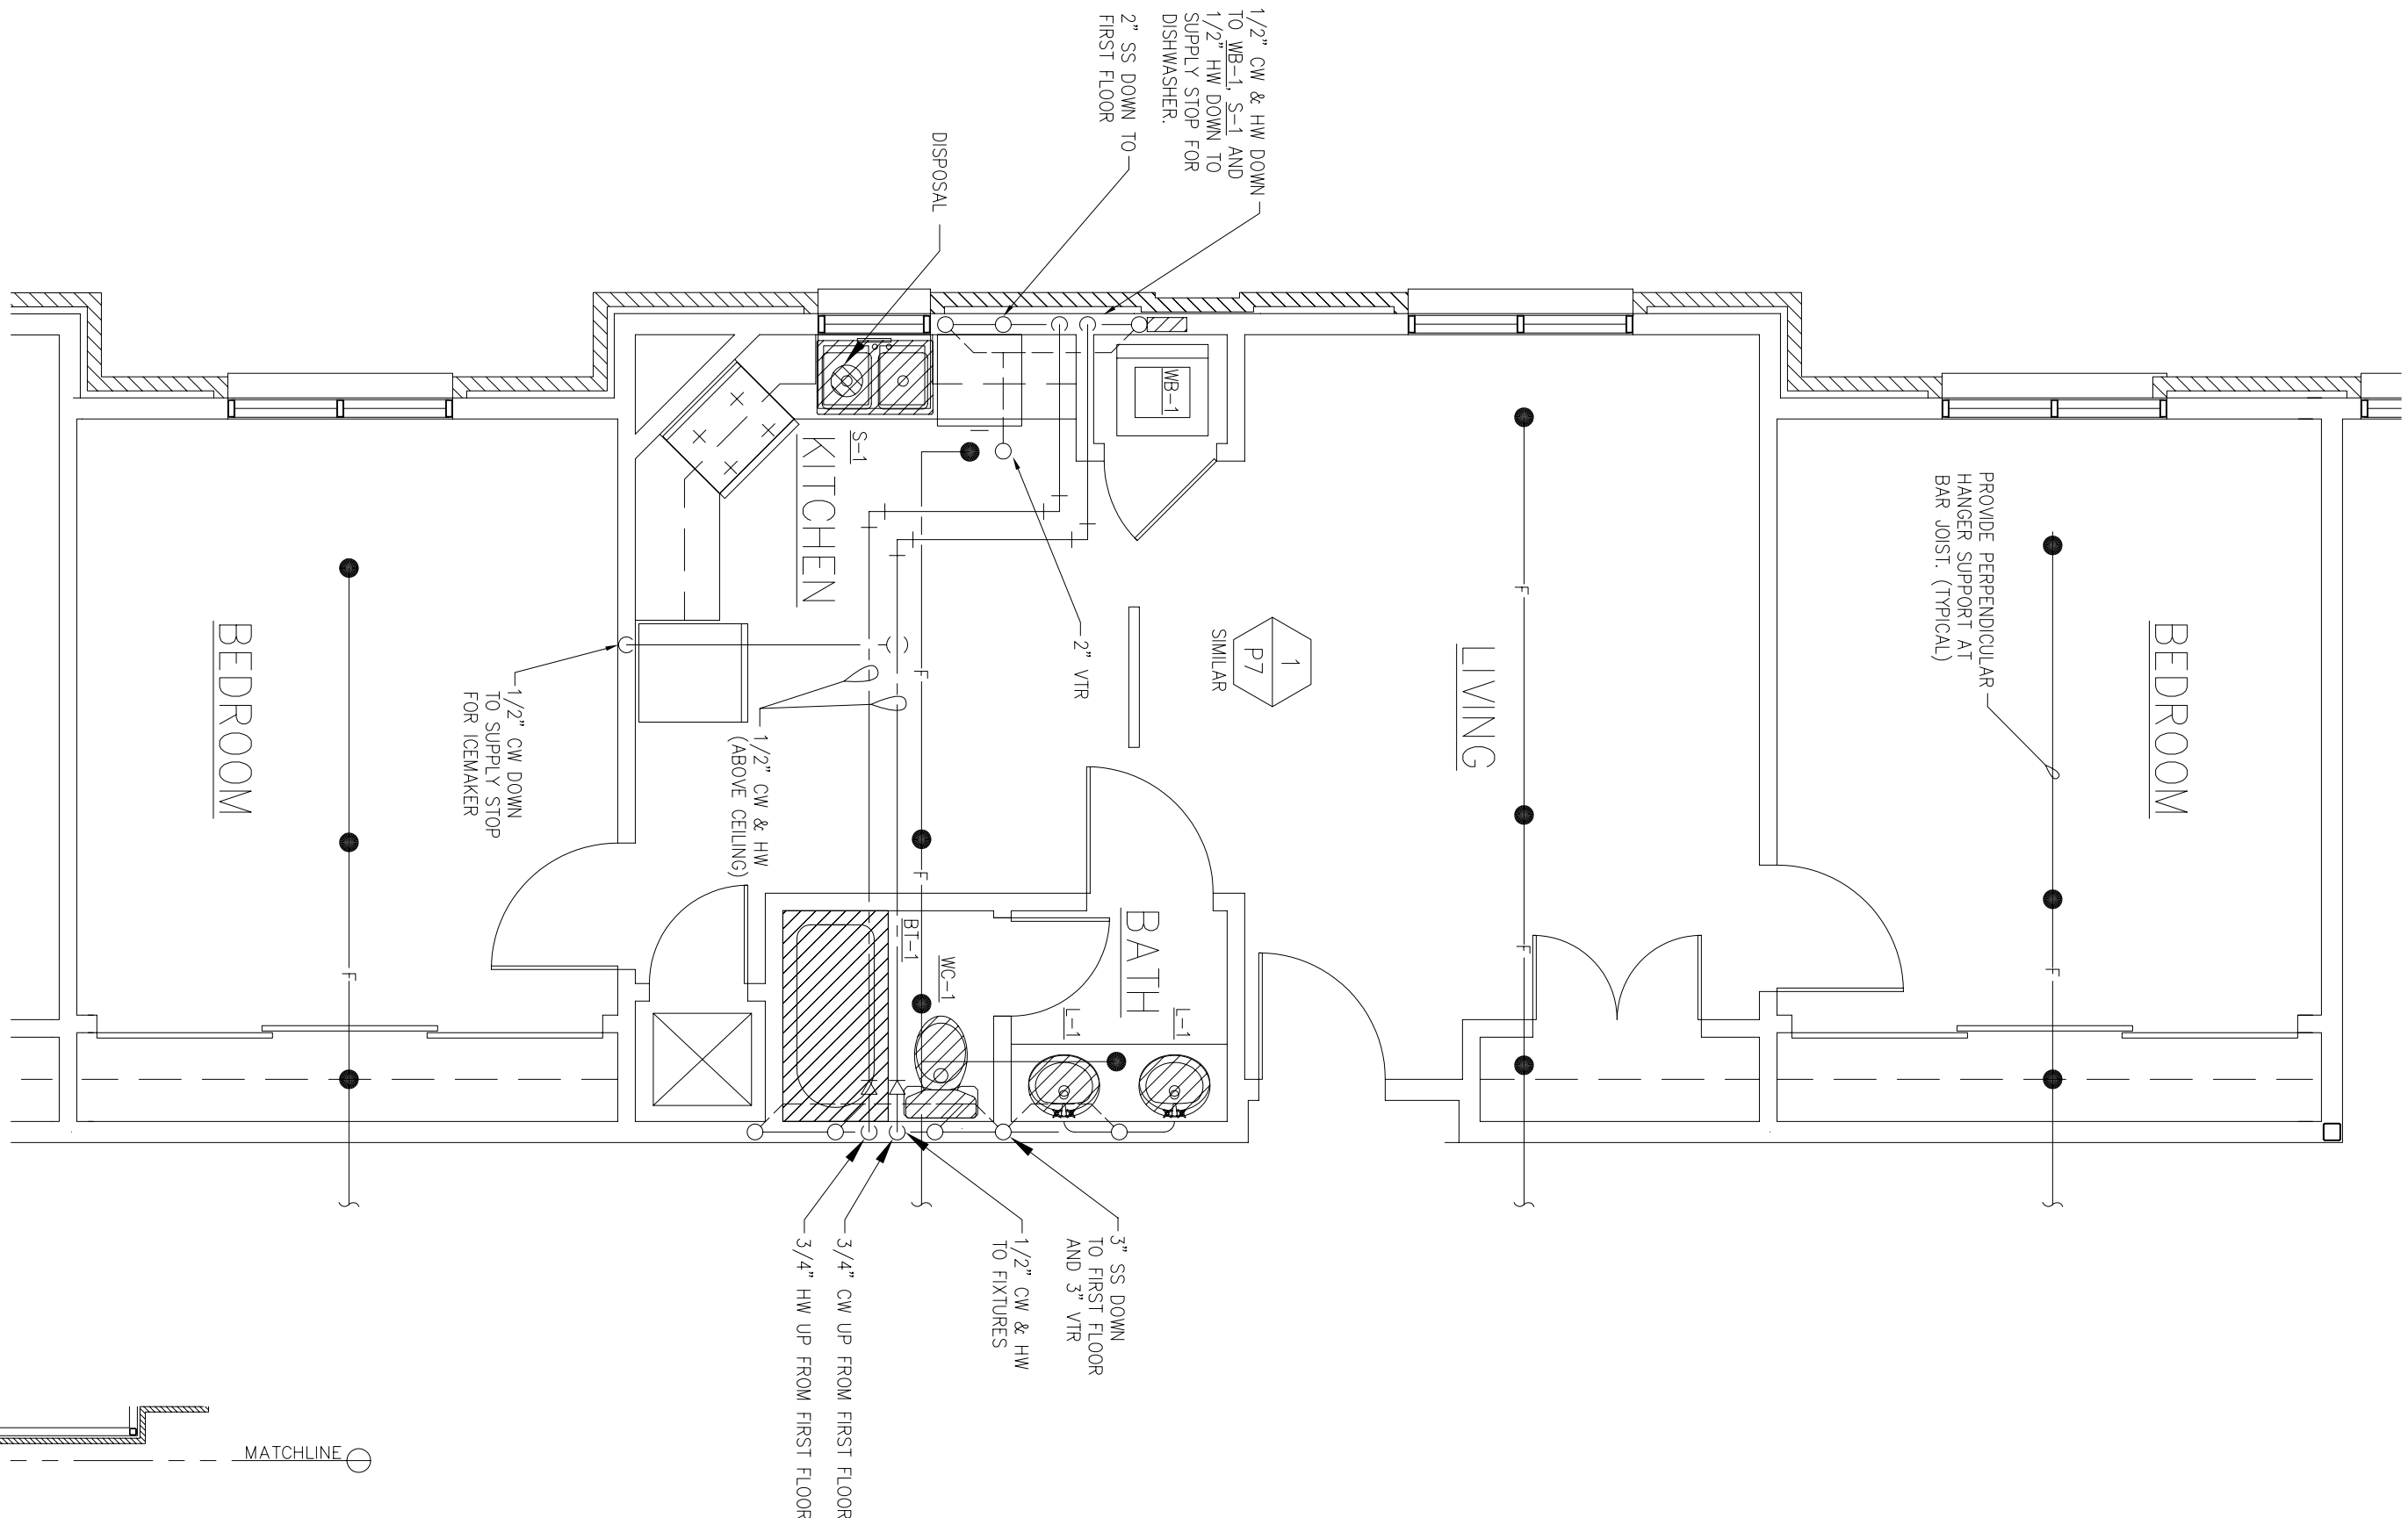 1/2" CW & HW DOWN
TO WB-1, S-1 AND
1/2" HW DOWN TO
SUPPLY STOP FOR
DISHWASHER.
2" SS DOWN TO
FIRST FLOOR
DISPOSAL
WB-1
S-1
KITCHEN
2" VTR
1
P7
SIMILAR
LIVING
F
F
PROVIDE PERPENDICULAR
HANGER SUPPORT AT
BAR JOIST. (TYPICAL)
BEDROOM
F
BEDROOM
F
1/2" CW DOWN
TO SUPPLY STOP
FOR ICEMAKER
1/2" CW & HW
(ABOVE CEILING)
F
F
BATH
BT-1
WC-1
L-1
L-1
3" SS DOWN
TO FIRST FLOOR
AND 3" VTR
1/2" CW & HW
TO FIXTURES
3/4" CW UP FROM FIRST FLOOR
3/4" HW UP FROM FIRST FLOOR
MATCHLINE